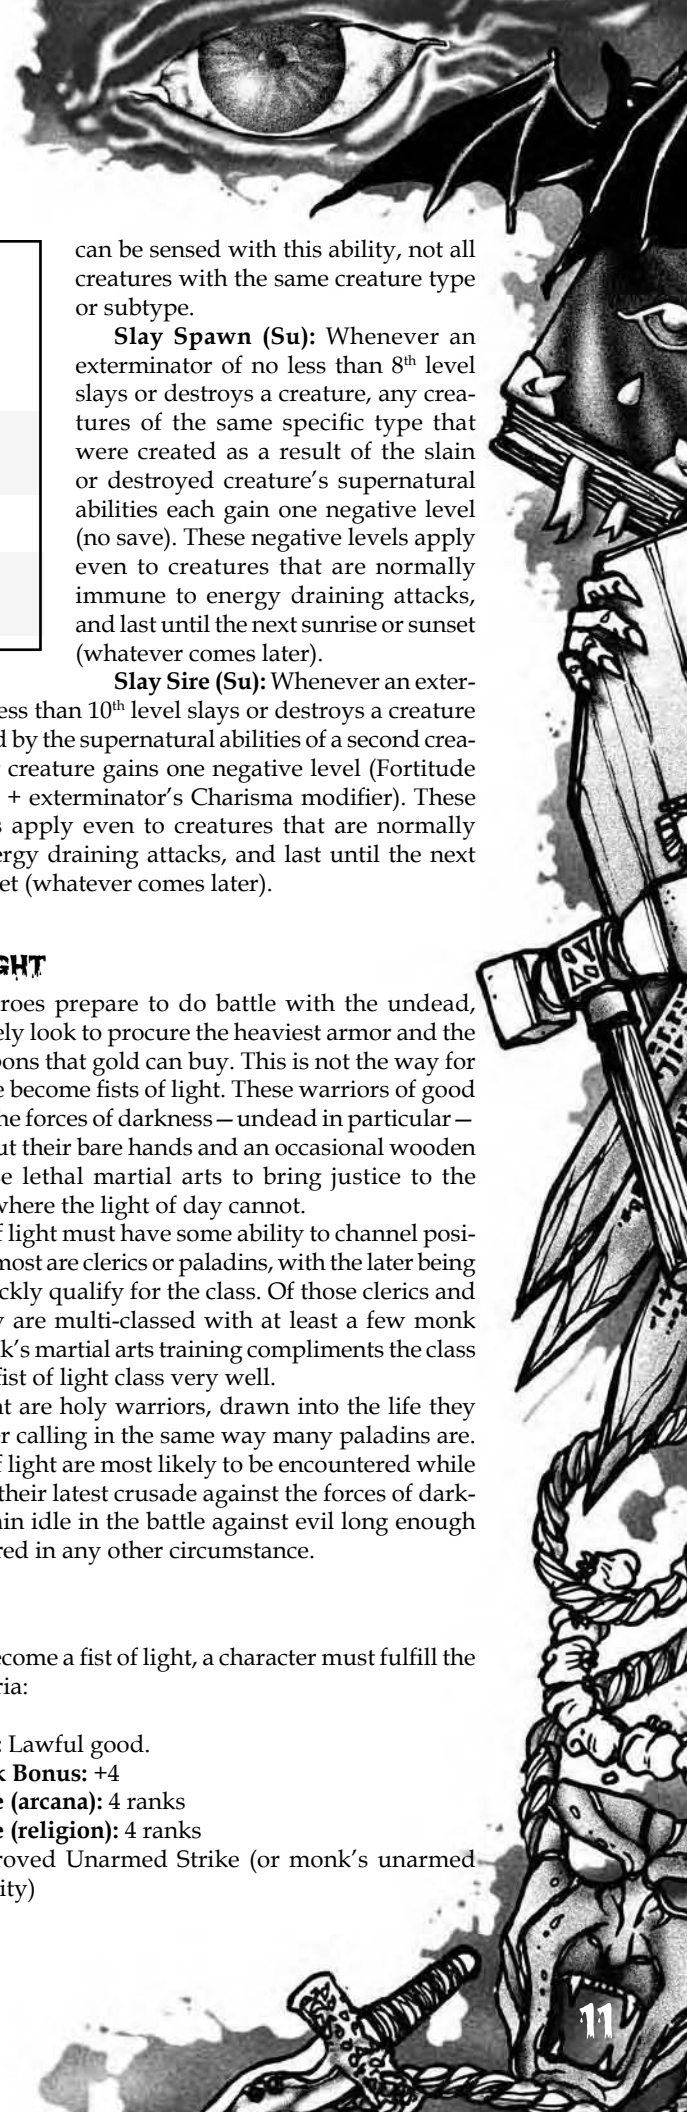 can be sensed with this ability, not all
creatures with the same creature type
or subtype.
Slay Spawn (Su): Whenever an
exterminator of no less than 8th level
slays or destroys a creature, any crea-
tures of the same specific type that
were created as a result of the slain
or destroyed creature's supernatural
abilities each gain one negative level
(no save). These negative levels apply
even to creatures that are normally
immune to energy draining attacks,
and last until the next sunrise or sunset
(whatever comes later).
Slay Sire (Su): Whenever an exter-
ess than 10th level slays or destroys a creature
d by the supernatural abilities of a second crea-
creature gains one negative level (Fortitude
+ exterminator's Charisma modifier). These
s apply even to creatures that are normally
ergy draining attacks, and last until the next
et (whatever comes later).
GHT
roes prepare to do battle with the undead,
ely look to procure the heaviest armor and the
pons that gold can buy. This is not the way for
e become fists of light. These warriors of good
he forces of darkness—undead in particular—
ut their bare hands and an occasional wooden
e lethal martial arts to bring justice to the
where the light of day cannot.
f light must have some ability to channel posi-
most are clerics or paladins, with the later being
ckly qualify for the class. Of those clerics and
y are multi-classed with at least a few monk
k's martial arts training compliments the class
fist of light class very well.
ht are holy warriors, drawn into the life they
er calling in the same way many paladins are.
f light are most likely to be encountered while
their latest crusade against the forces of dark-
ain idle in the battle against evil long enough
red in any other circumstance.
ecome a fist of light, a character must fulfill the
ria:
: Lawful good.
k Bonus: +4
e (arcana): 4 ranks
e (religion): 4 ranks
roved Unarmed Strike (or monk's unarmed
ity)
11